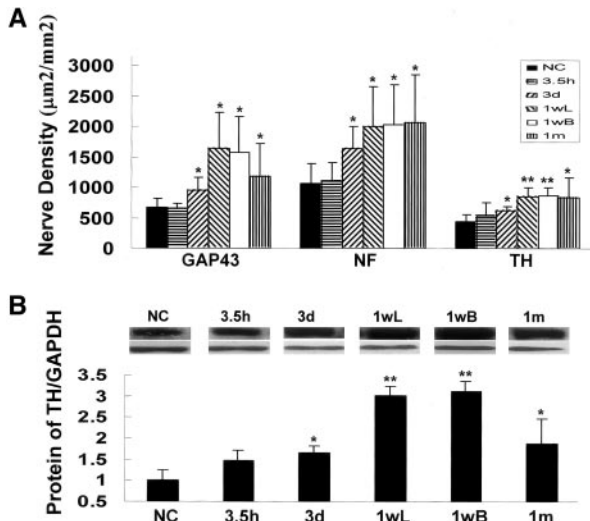 A
Nerve Density (µm2/mm2)
3000
2500
2000
1500
1000
500
0
NC
3.5h
3d
1wL
1wB
1m
* * * *
* * * *
* ** ** *
GAP43 NF TH
B
NC 3.5h 3d 1wL 1wB 1m
Protein of TH/GAPDH
3.5
3
2.5
2
1.5
1
0.5
* ** ** *
NC 3.5h 3d 1wL 1wB 1m